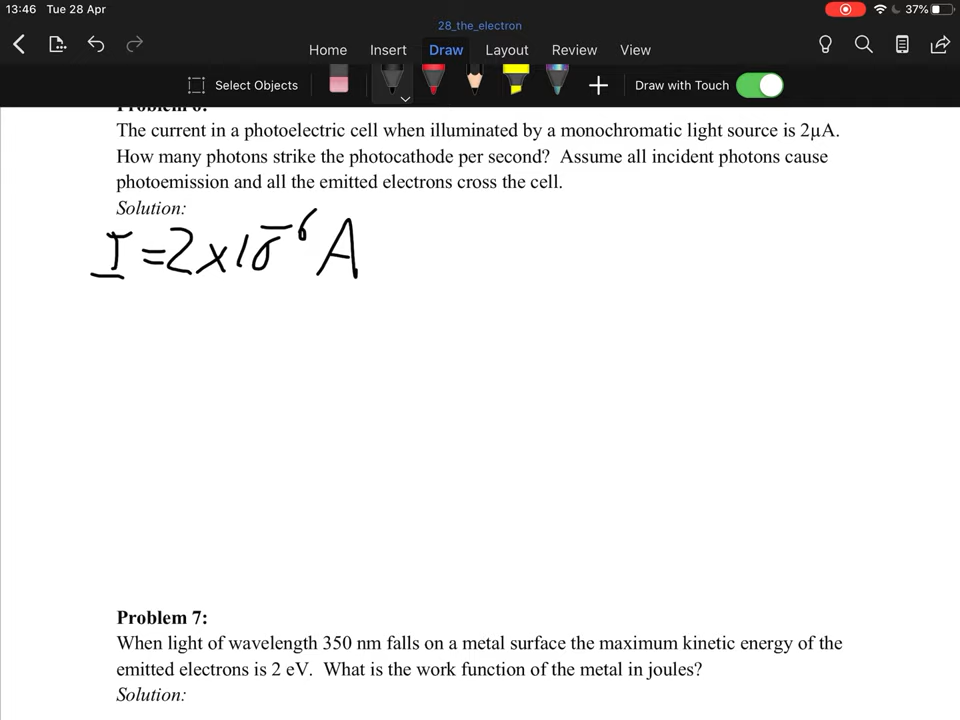 13:46 Tue 28 Apr 37%
28_the_electron
Home Insert Draw Layout Review View
Select Objects Draw with Touch
Problem 6:
The current in a photoelectric cell when illuminated by a monochromatic light source is 2µA.
How many photons strike the photocathode per second? Assume all incident photons cause
photoemission and all the emitted electrons cross the cell.
Solution:
I = 2 x 10⁻⁶ A
Problem 7:
When light of wavelength 350 nm falls on a metal surface the maximum kinetic energy of the
emitted electrons is 2 eV. What is the work function of the metal in joules?
Solution: